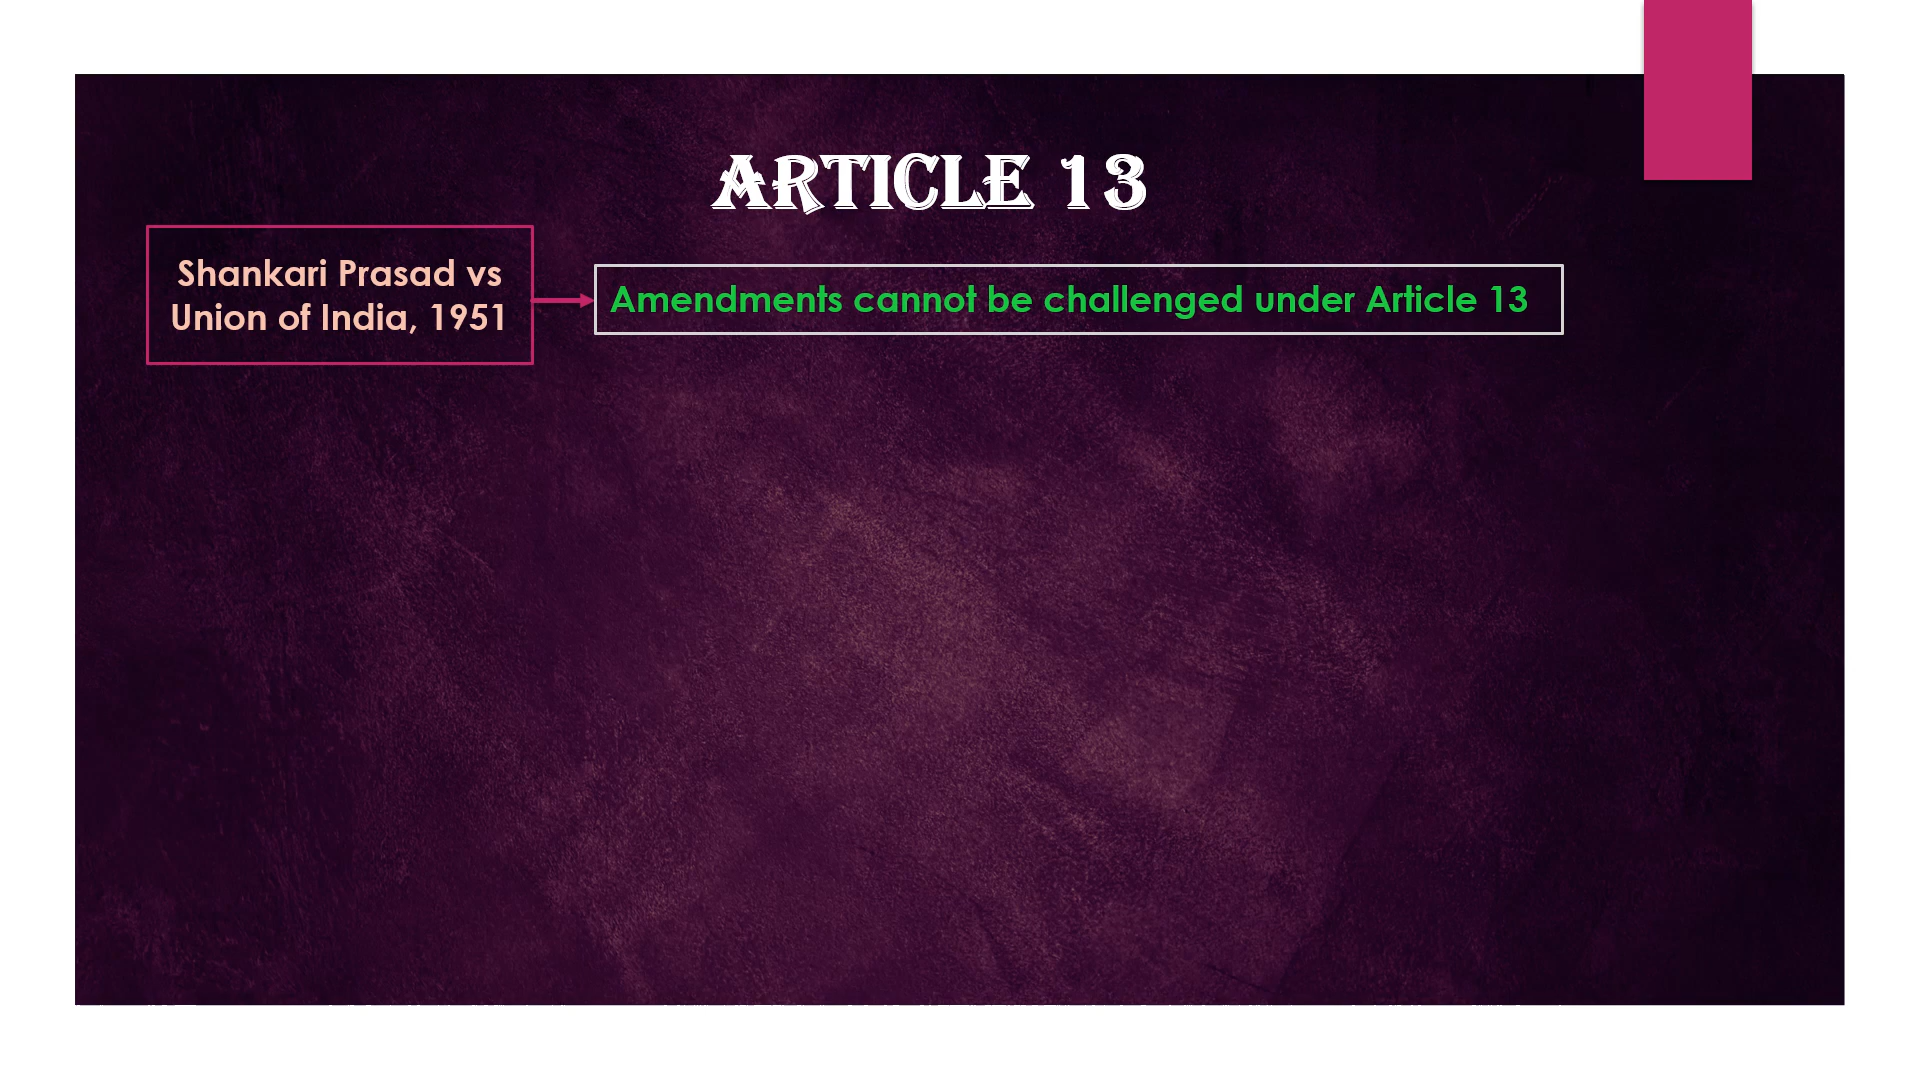 ARTICLE 13
Shankari Prasad vs
Union of India, 1951
Amendments cannot be challenged under Article 13